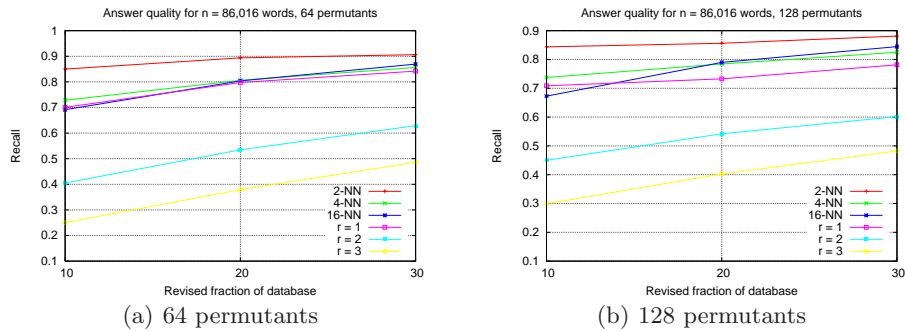 Answer quality for n = 86,016 words, 64 permutants
1
0.9
0.8
0.7
0.6
0.5
0.4
0.3
0.2
0.1
Recall
2-NN
4-NN
16-NN
r = 1
r = 2
r = 3
10 20 30
Revised fraction of database
(a) 64 permutants
Answer quality for n = 86,016 words, 128 permutants
0.9
0.8
0.7
0.6
0.5
0.4
0.3
0.2
0.1
Recall
2-NN
4-NN
16-NN
r = 1
r = 2
r = 3
10 20 30
Revised fraction of database
(b) 128 permutants